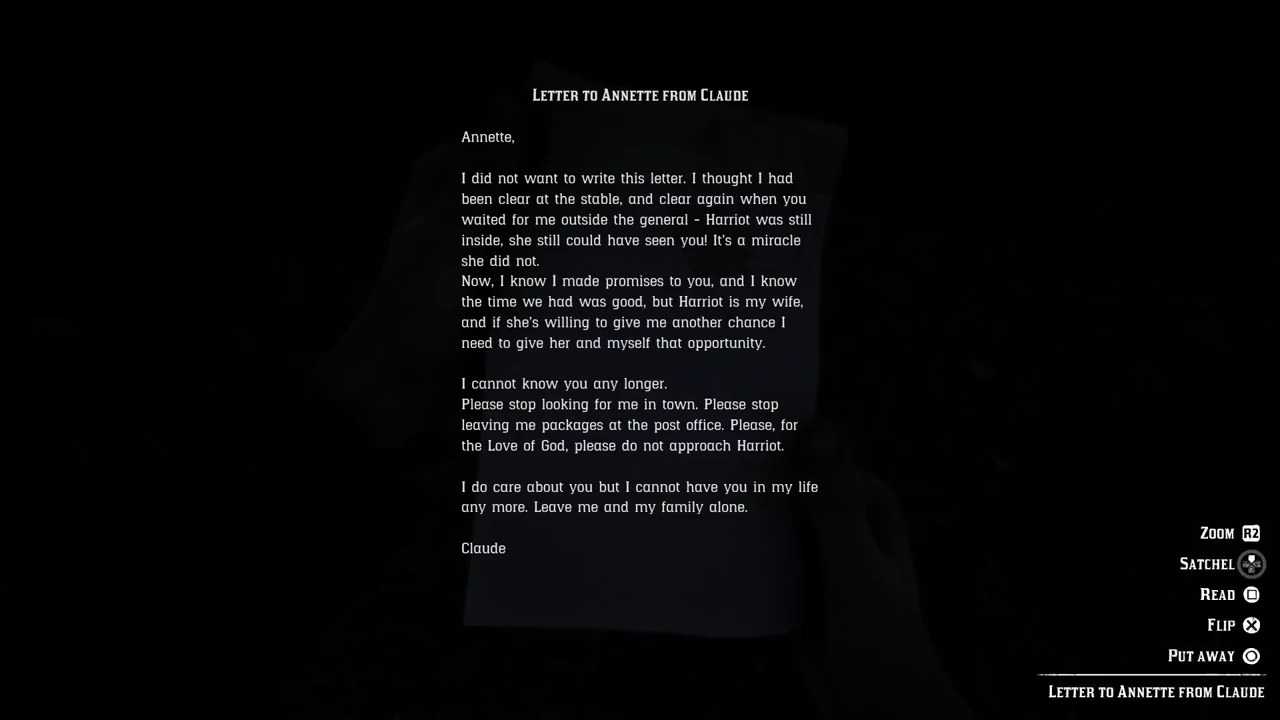 Letter to Annette from Claude
Annette,
I did not want to write this letter. I thought I had
been clear at the stable, and clear again when you
waited for me outside the general - Harriot was still
inside, she still could have seen you! It's a miracle
she did not.
Now, I know I made promises to you, and I know
the time we had was good, but Harriot is my wife,
and if she's willing to give me another chance I
need to give her and myself that opportunity.
I cannot know you any longer.
Please stop looking for me in town. Please stop
leaving me packages at the post office. Please, for
the Love of God, please do not approach Harriot.
I do care about you but I cannot have you in my life
any more. Leave me and my family alone.
Claude
Zoom R2
Satchel
Read
Flip
Put away
Letter to Annette from Claude